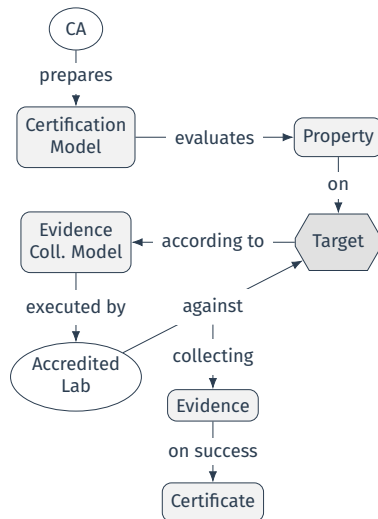 CA
prepares
Certification
Model
evaluates
Property
on
Evidence
Coll. Model
according to
Target
executed by
against
Accredited
Lab
collecting
Evidence
on success
Certificate